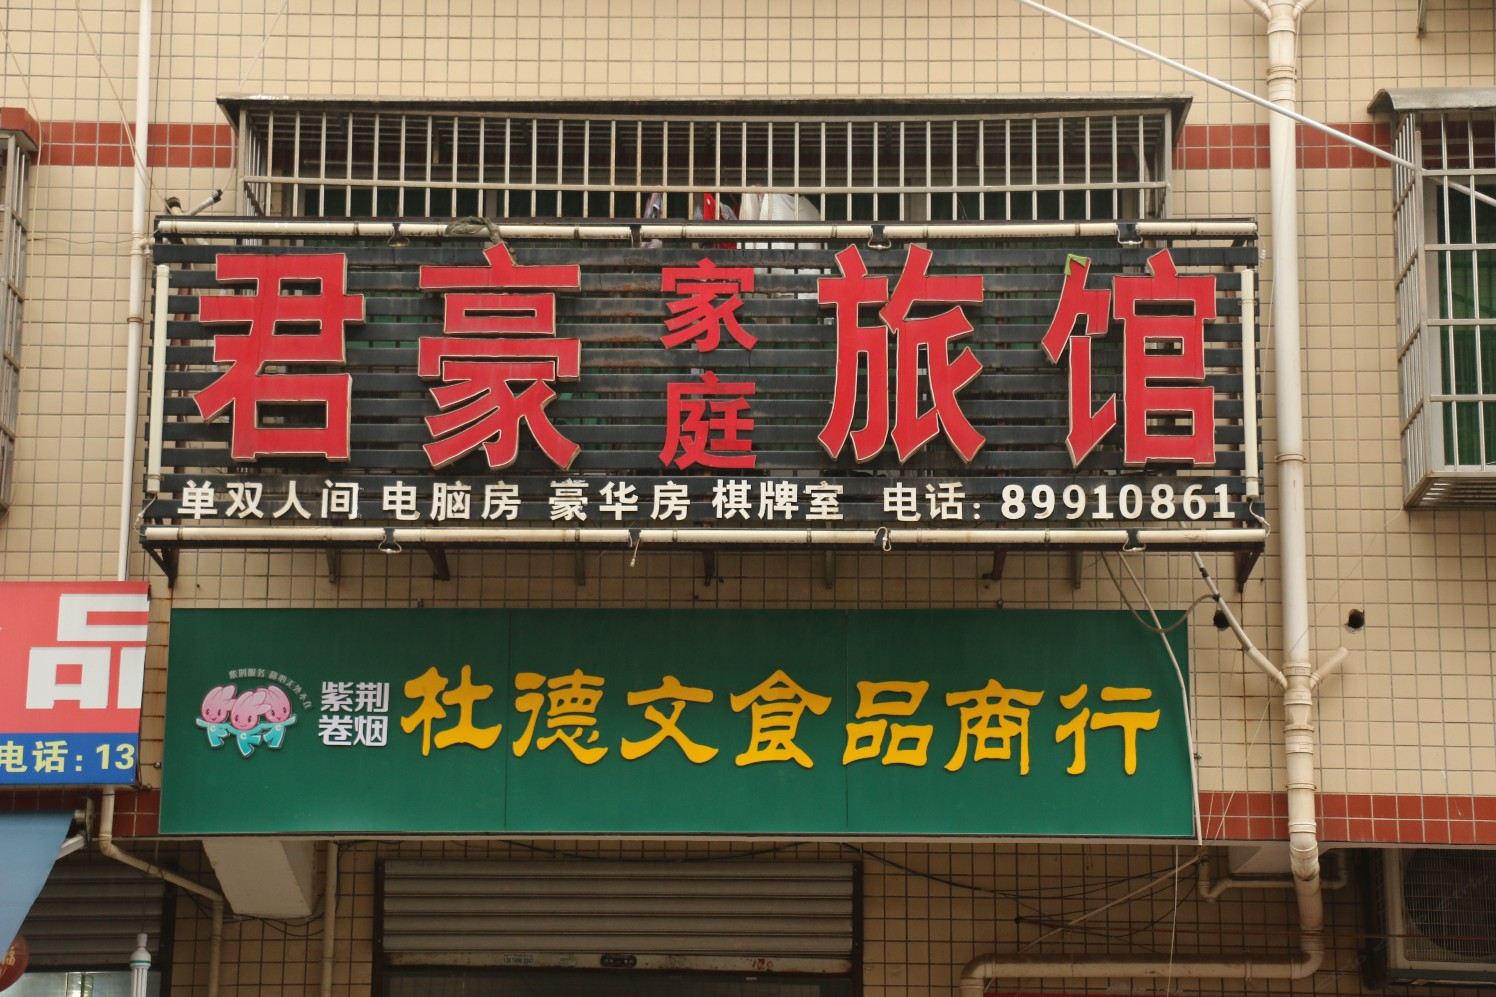 君豪家庭旅馆
单双人间 电脑房 豪华房 棋牌室 电话: 89910861
品
电话: 13
紫荆卷烟
杜德文食品商行